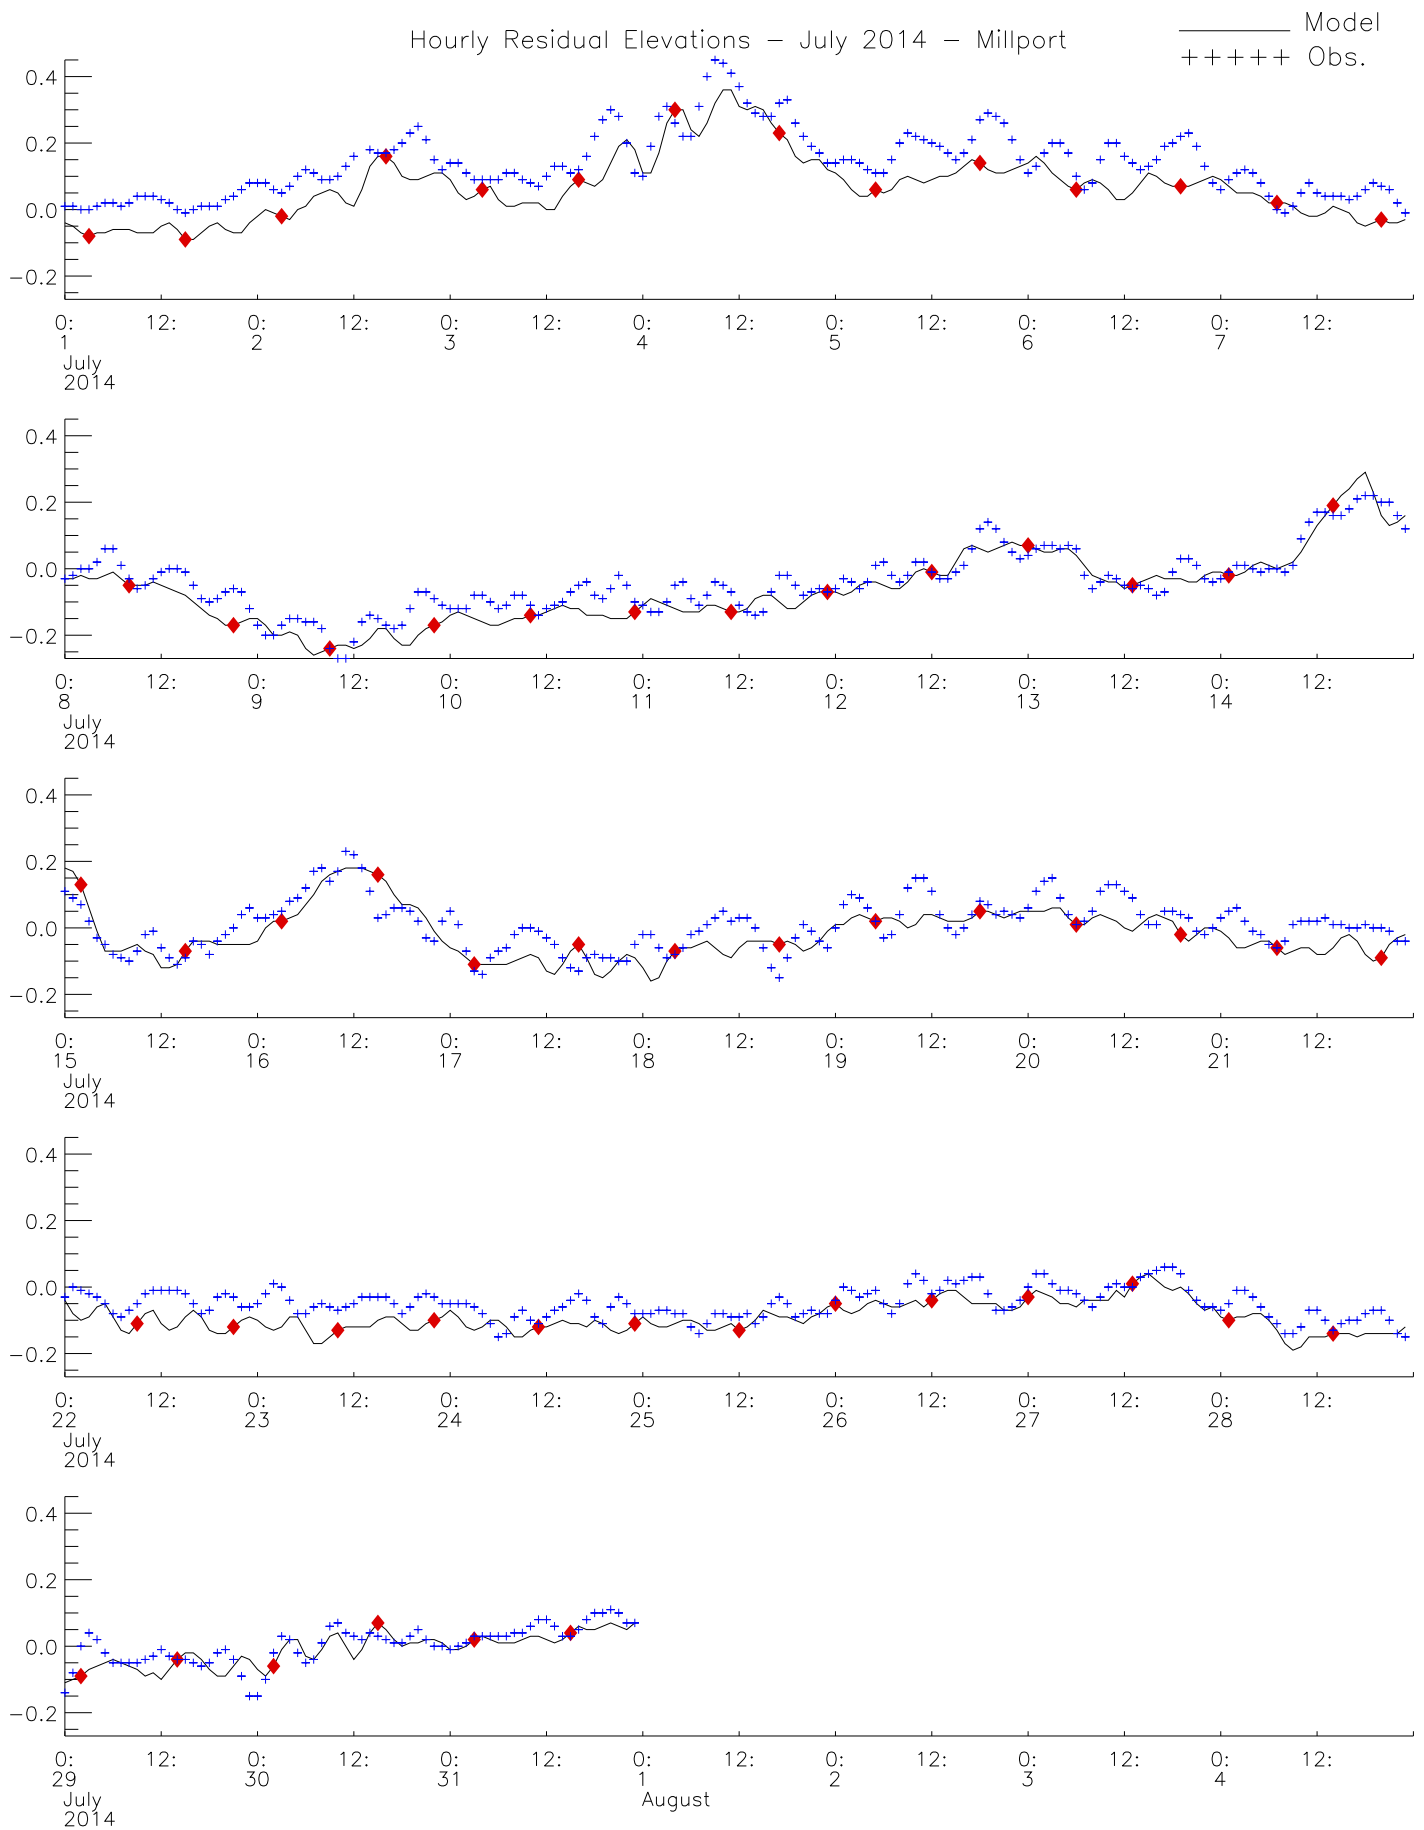 Hourly Residual Elevations – July 2014 – Millport
Model
+++++ Obs.
0.4
0.2
0.0
−0.2
0: 12: 0: 12: 0: 12: 0: 12: 0: 12: 0: 12: 0: 12:
1 2 3 4 5 6 7
July
2014
0.4
0.2
0.0
−0.2
0: 12: 0: 12: 0: 12: 0: 12: 0: 12: 0: 12: 0: 12:
8 9 10 11 12 13 14
July
2014
0.4
0.2
0.0
−0.2
0: 12: 0: 12: 0: 12: 0: 12: 0: 12: 0: 12: 0: 12:
15 16 17 18 19 20 21
July
2014
0.4
0.2
0.0
−0.2
0: 12: 0: 12: 0: 12: 0: 12: 0: 12: 0: 12: 0: 12:
22 23 24 25 26 27 28
July
2014
0.4
0.2
0.0
−0.2
0: 12: 0: 12: 0: 12: 0: 12: 0: 12: 0: 12: 0: 12:
29 30 31 1 2 3 4
July August
2014